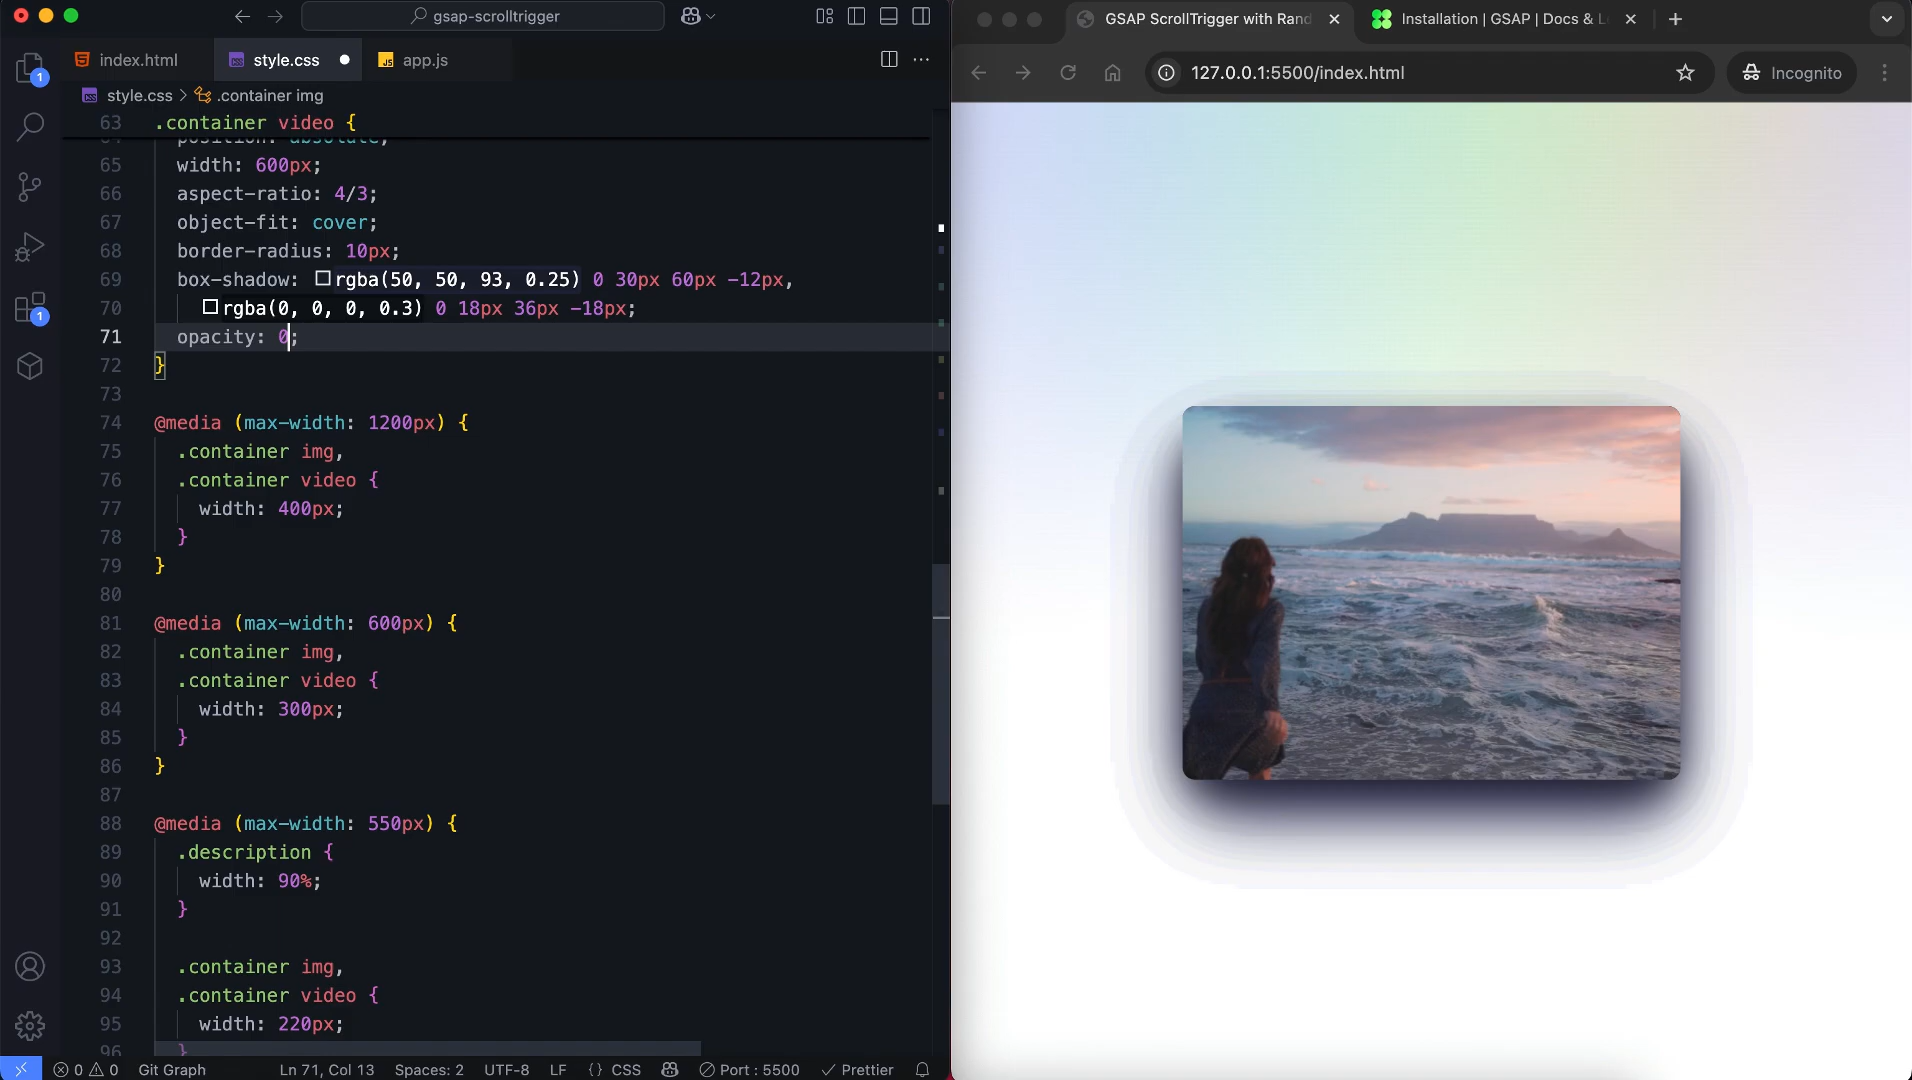 gsap-scrolltrigger
index.html
style.css
app.js
style.css > .container img
63 .container video {
64 position: absolute;
65 width: 600px;
66 aspect-ratio: 4/3;
67 object-fit: cover;
68 border-radius: 10px;
69 box-shadow: rgba(50, 50, 93, 0.25) 0 30px 60px -12px,
70 rgba(0, 0, 0, 0.3) 0 18px 36px -18px;
71 opacity: 0;
72 }
73
74 @media (max-width: 1200px) {
75 .container img,
76 .container video {
77 width: 400px;
78 }
79 }
80
81 @media (max-width: 600px) {
82 .container img,
83 .container video {
84 width: 300px;
85 }
86 }
87
88 @media (max-width: 550px) {
89 .description {
90 width: 90%;
91 }
92
93 .container img,
94 .container video {
95 width: 220px;
96 }
1
1
0 0
Git Graph
Ln 71, Col 13
Spaces: 2
UTF-8
LF
{} CSS
Port : 5500
Prettier
GSAP ScrollTrigger with Rand
Installation | GSAP | Docs & L
127.0.0.1:5500/index.html
Incognito